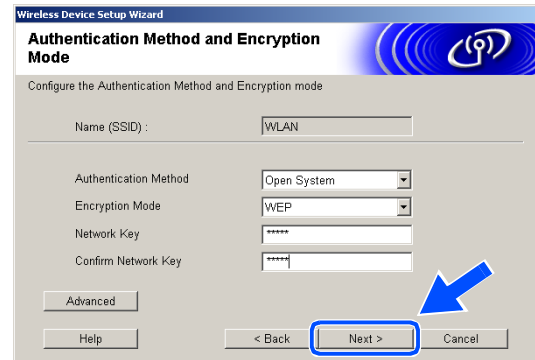 Wireless Device Setup Wizard
Authentication Method and Encryption
Mode
Configure the Authentication Method and Encryption mode
Name (SSID) : WLAN
Authentication Method Open System
Encryption Mode WEP
Network Key *****
Confirm Network Key *****
Advanced
Help < Back Next > Cancel